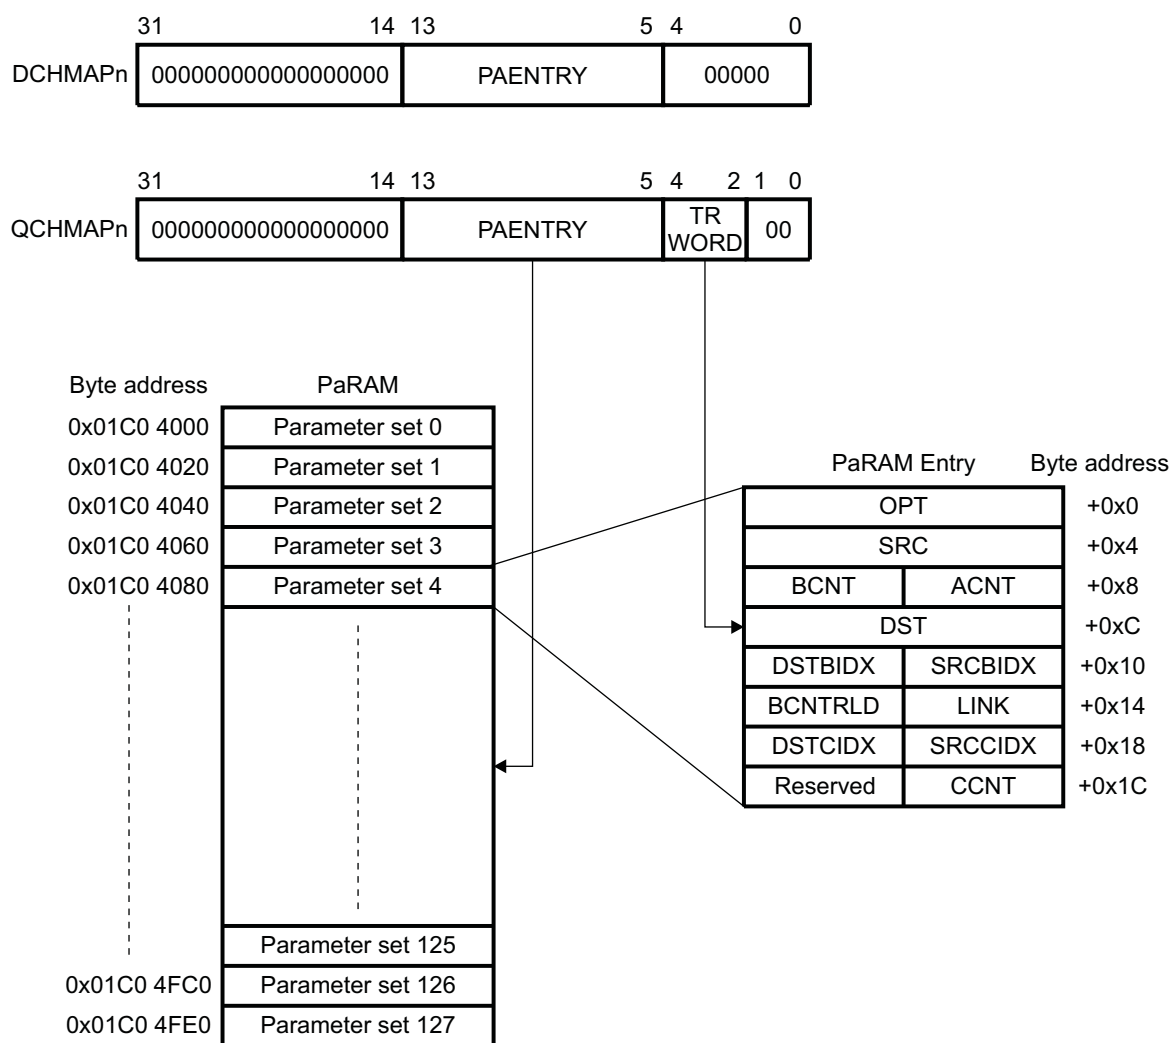 31 14 13 5 4 0
DCHMAPn 000000000000000000 PAENTRY 00000
31 14 13 5 4 2 1 0
QCHMAPn 000000000000000000 PAENTRY TR WORD 00
Byte address PaRAM
0x01C0 4000 Parameter set 0
0x01C0 4020 Parameter set 1
0x01C0 4040 Parameter set 2
0x01C0 4060 Parameter set 3
0x01C0 4080 Parameter set 4
Parameter set 125
0x01C0 4FC0 Parameter set 126
0x01C0 4FE0 Parameter set 127
PaRAM Entry Byte address
OPT +0x0
SRC +0x4
BCNT ACNT +0x8
DST +0xC
DSTBIDX SRCBIDX +0x10
BCNTRLD LINK +0x14
DSTCIDX SRCCIDX +0x18
Reserved CCNT +0x1C